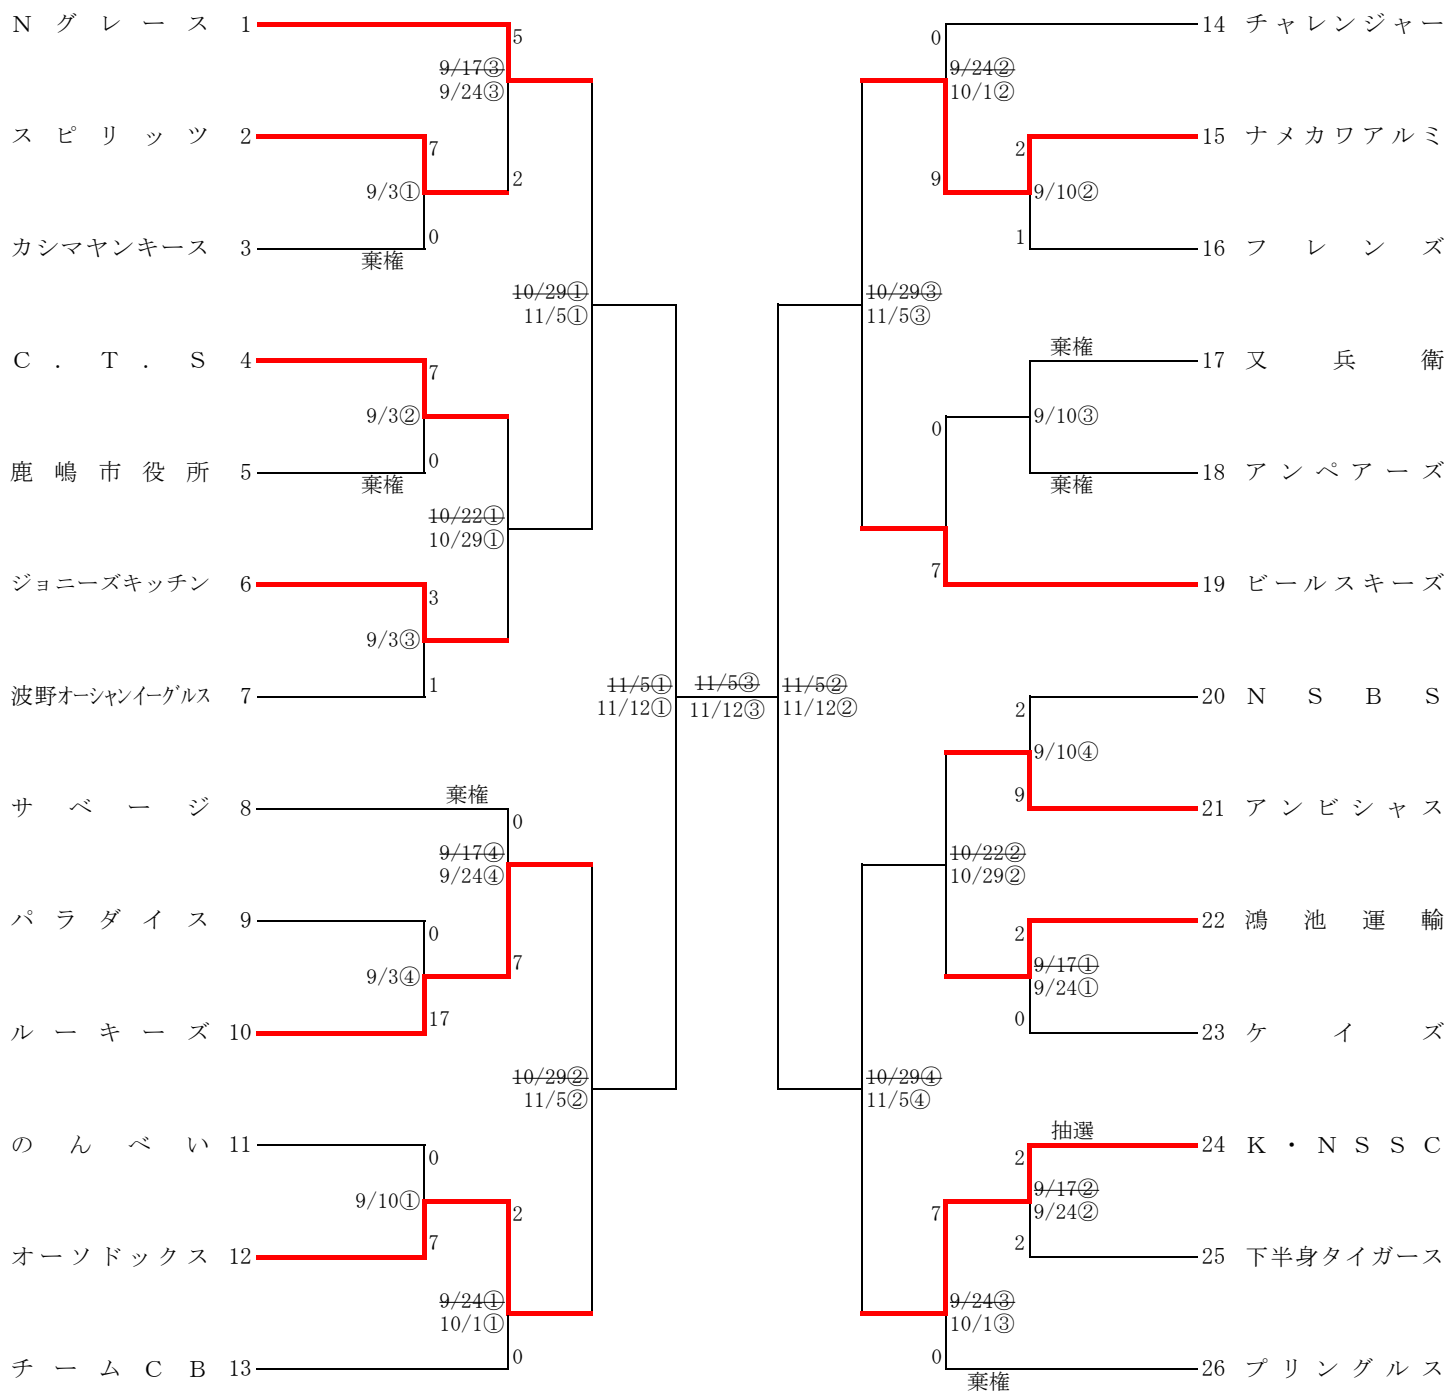 Ｎグレース 1
5
9/17③
9/24③
スピリッツ 2
7
2
9/3①
カシマヤンキース 3
0
棄権
10/29①
11/5①
Ｃ．Ｔ．Ｓ 4
7
9/3②
鹿嶋市役所 5
0
棄権
10/22①
10/29①
ジョニーズキッチン 6
3
9/3③
波野オーシャンイーグルス 7
1
11/5①
11/12①
11/5③
11/12③
11/5②
11/12②
サベージ 8
棄権
0
9/17④
9/24④
パラダイス 9
0
7
9/3④
ルーキーズ 10
17
10/29②
11/5②
のんべい 11
0
9/10①
2
オーソドックス 12
7
9/24①
10/1①
チームＣＢ 13
0
14 チャレンジャー
0
9/24②
10/1②
15 ナメカワアルミ
2
9
9/10②
16 フレンズ
1
10/29③
11/5③
棄権
17 又兵衛
9/10③
0
18 アンペアーズ
棄権
19 ビールスキーズ
7
20 ＮＳＢＳ
2
9/10④
21 アンビシャス
9
10/22②
10/29②
22 鴻池運輸
2
9/17①
9/24①
23 ケイズ
0
10/29④
11/5④
抽選
24 Ｋ・ＮＳＳＣ
2
9/17②
9/24②
7
25 下半身タイガース
2
9/24③
10/1③
26 プリングルス
0
棄権